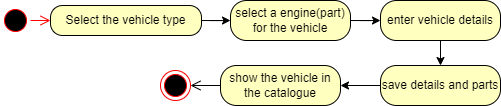 Select the vehicle type
select a engine(part)
for the vehicle
enter vehicle details
show the vehicle in
the catalogue
save details and parts